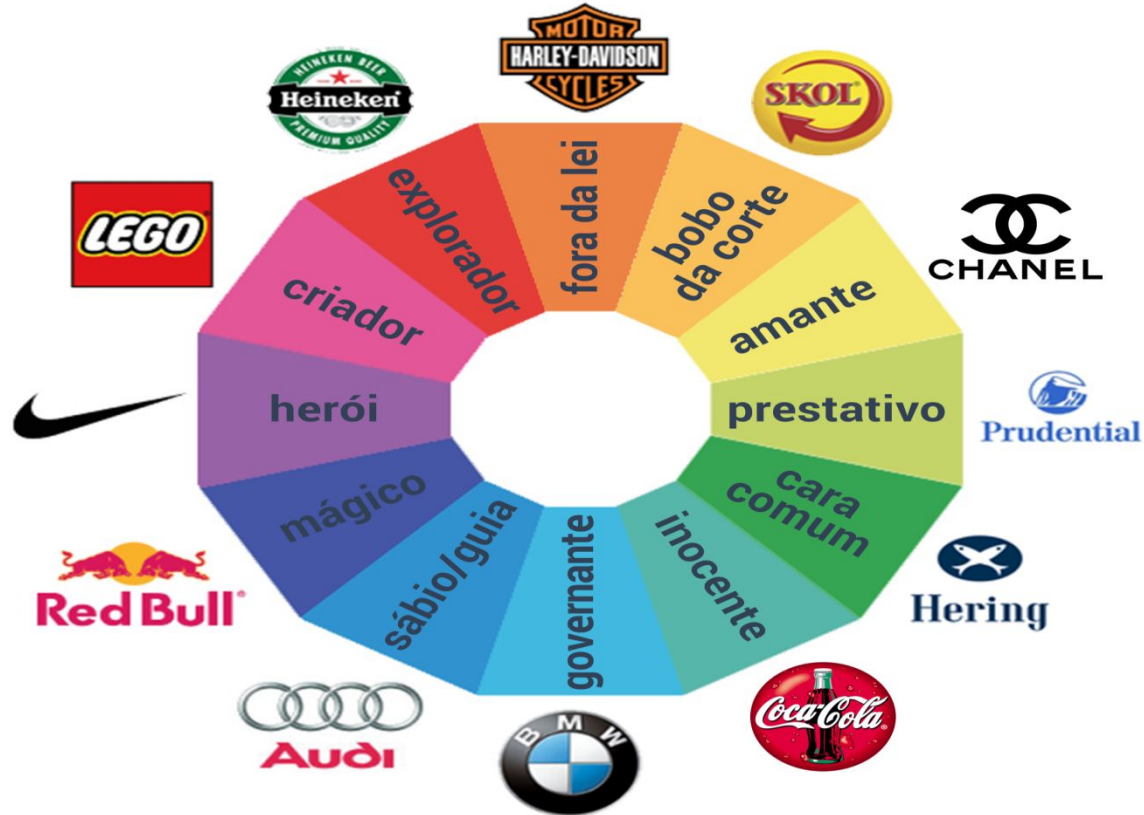 MOTOR
HARLEY-DAVIDSON
CYCLES
HEINEKEN BEER
Heineken
PREMIUM QUALITY
SKOL
LEGO
CHANEL
explorador
fora da lei
bobo
da corte
criador
amante
herói
prestativo
Prudential
mágico
cara
comum
sábio/guia
governante
inocente
Red Bull
Hering
Audi
BMW
Coca-Cola